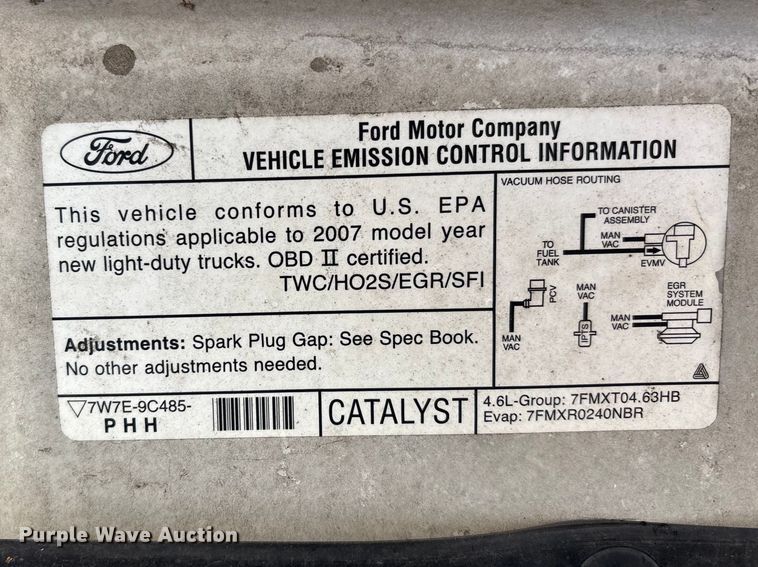 Ford
Ford Motor Company
VEHICLE EMISSION CONTROL INFORMATION
This vehicle conforms to U.S. EPA
regulations applicable to 2007 model year
new light-duty trucks. OBD II certified.
TWC/HO2S/EGR/SFI
Adjustments: Spark Plug Gap: See Spec Book.
No other adjustments needed.
VACUUM HOSE ROUTING
TO CANISTER
ASSEMBLY
MAN
VAC
TO
FUEL
TANK
EVMV
PCV
MAN
VAC
MAN
VAC
IPTS
EGR
SYSTEM
MODULE
MAN
VAC
▽7W7E-9C485-
PHH
CATALYST
4.6L-Group: 7FMXT04.63HB
Evap: 7FMXR0240NBR
Purple Wave Auction